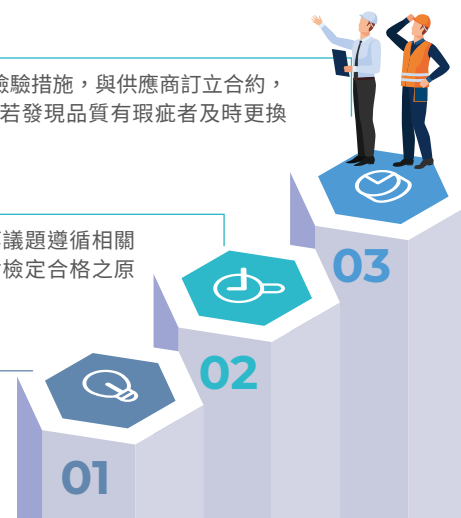 檢驗措施，與供應商訂立合約，
若發現品質有瑕疵者及時更換
議題遵循相關
檢定合格之原
03
02
01